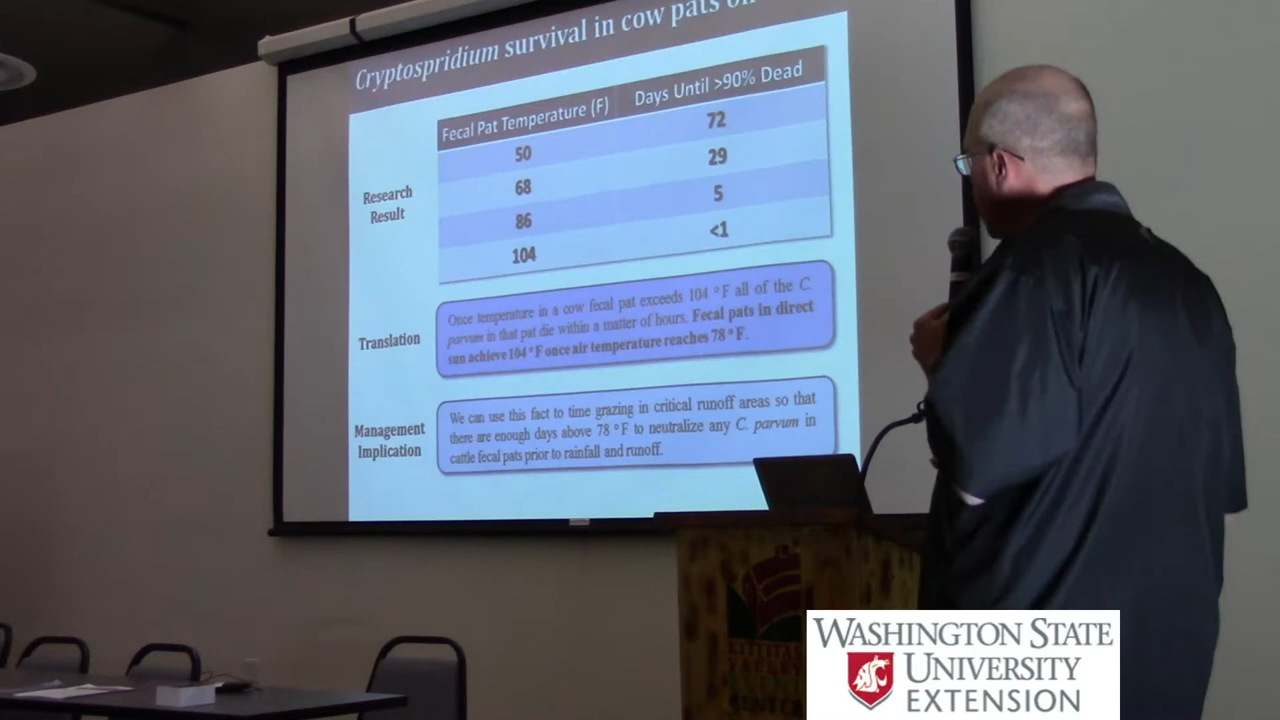 Cryptospridium survival in cow pats on
Fecal Pat Temperature (F) Days Until >90% Dead
50 72
68 29
86 5
104 <1
Research
Result
Once temperature in a cow fecal pat exceeds 104 °F all of the C.
parvum in that pat die within a matter of hours. Fecal pats in direct
sun achieve 104 °F once air temperature reaches 78 °F.
Translation
We can use this fact to time grazing in critical runoff areas so that
there are enough days above 78 °F to neutralize any C. parvum in
cattle fecal pats prior to rainfall and runoff.
Management
Implication
KITTITAS
VALLEY
CENTER
WASHINGTON STATE
UNIVERSITY
EXTENSION